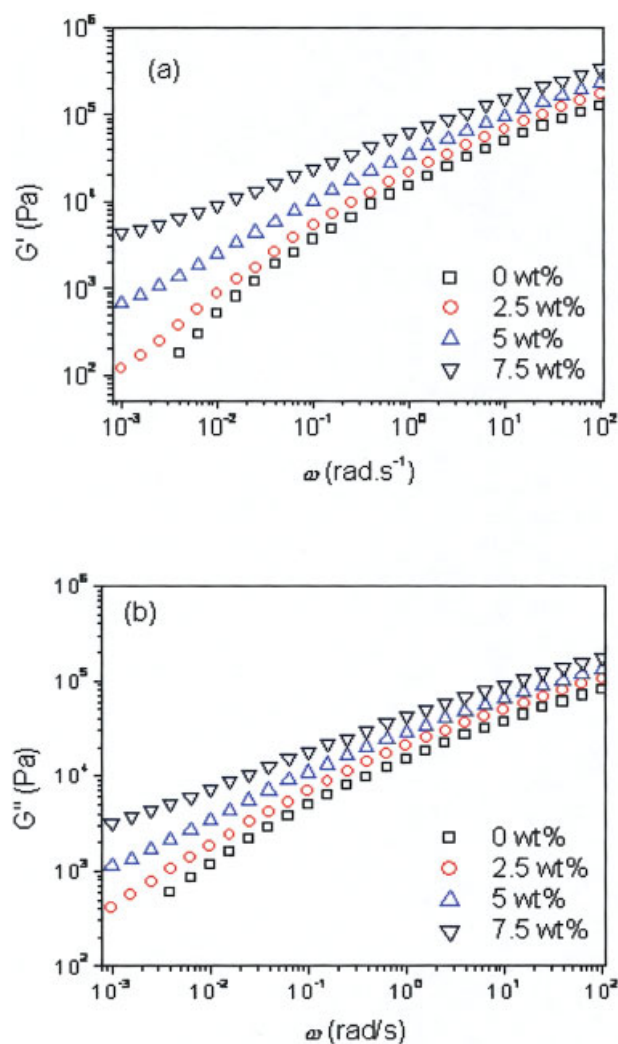 (a)
10⁶
10⁵
10⁴
10³
10²
G' (Pa)
0 wt%
2.5 wt%
5 wt%
7.5 wt%
10⁻³ 10⁻² 10⁻¹ 10⁰ 10¹ 10²
ω (rad.s⁻¹)
(b)
10⁶
10⁵
10⁴
10³
10²
G'' (Pa)
0 wt%
2.5 wt%
5 wt%
7.5 wt%
10⁻³ 10⁻² 10⁻¹ 10⁰ 10¹ 10²
ω (rad/s)